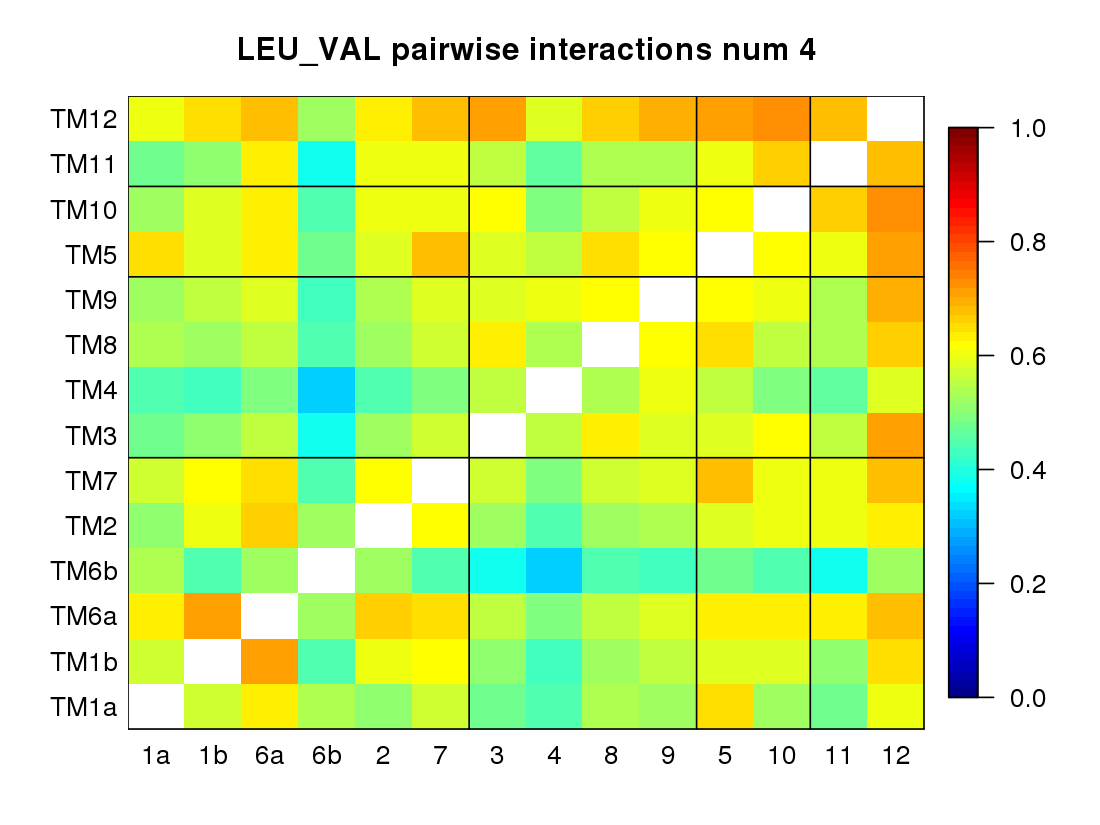 LEU_VAL pairwise interactions num 4
TM12
TM11
TM10
TM5
TM9
TM8
TM4
TM3
TM7
TM2
TM6b
TM6a
TM1b
TM1a
1a 1b 6a 6b 2 7 3 4 8 9 5 10 11 12
1.0
0.8
0.6
0.4
0.2
0.0